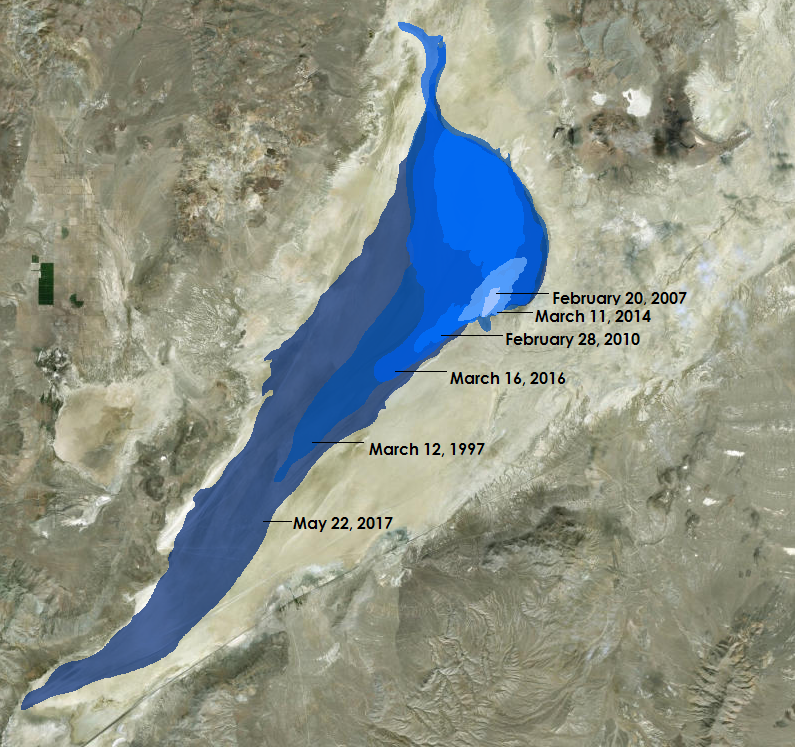 February 20, 2007
March 11, 2014
February 28, 2010
March 16, 2016
March 12, 1997
May 22, 2017